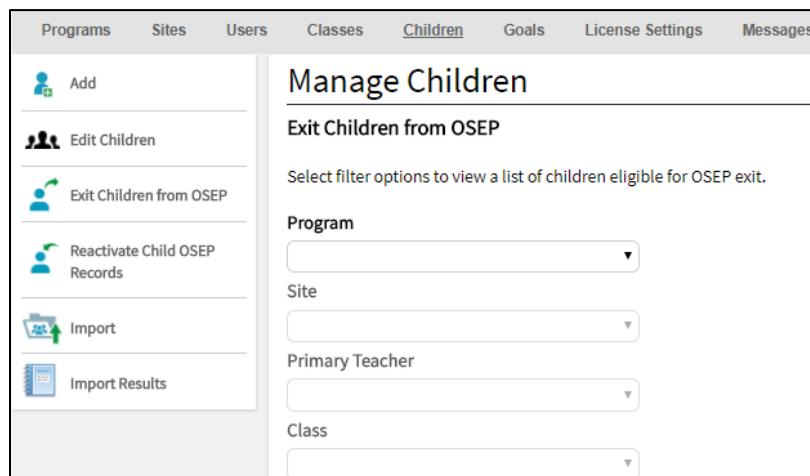 Programs Sites Users Classes Children Goals License Settings Messages
Add
Edit Children
Exit Children from OSEP
Reactivate Child OSEP
Records
Import
Import Results
Manage Children
Exit Children from OSEP
Select filter options to view a list of children eligible for OSEP exit.
Program
Site
Primary Teacher
Class